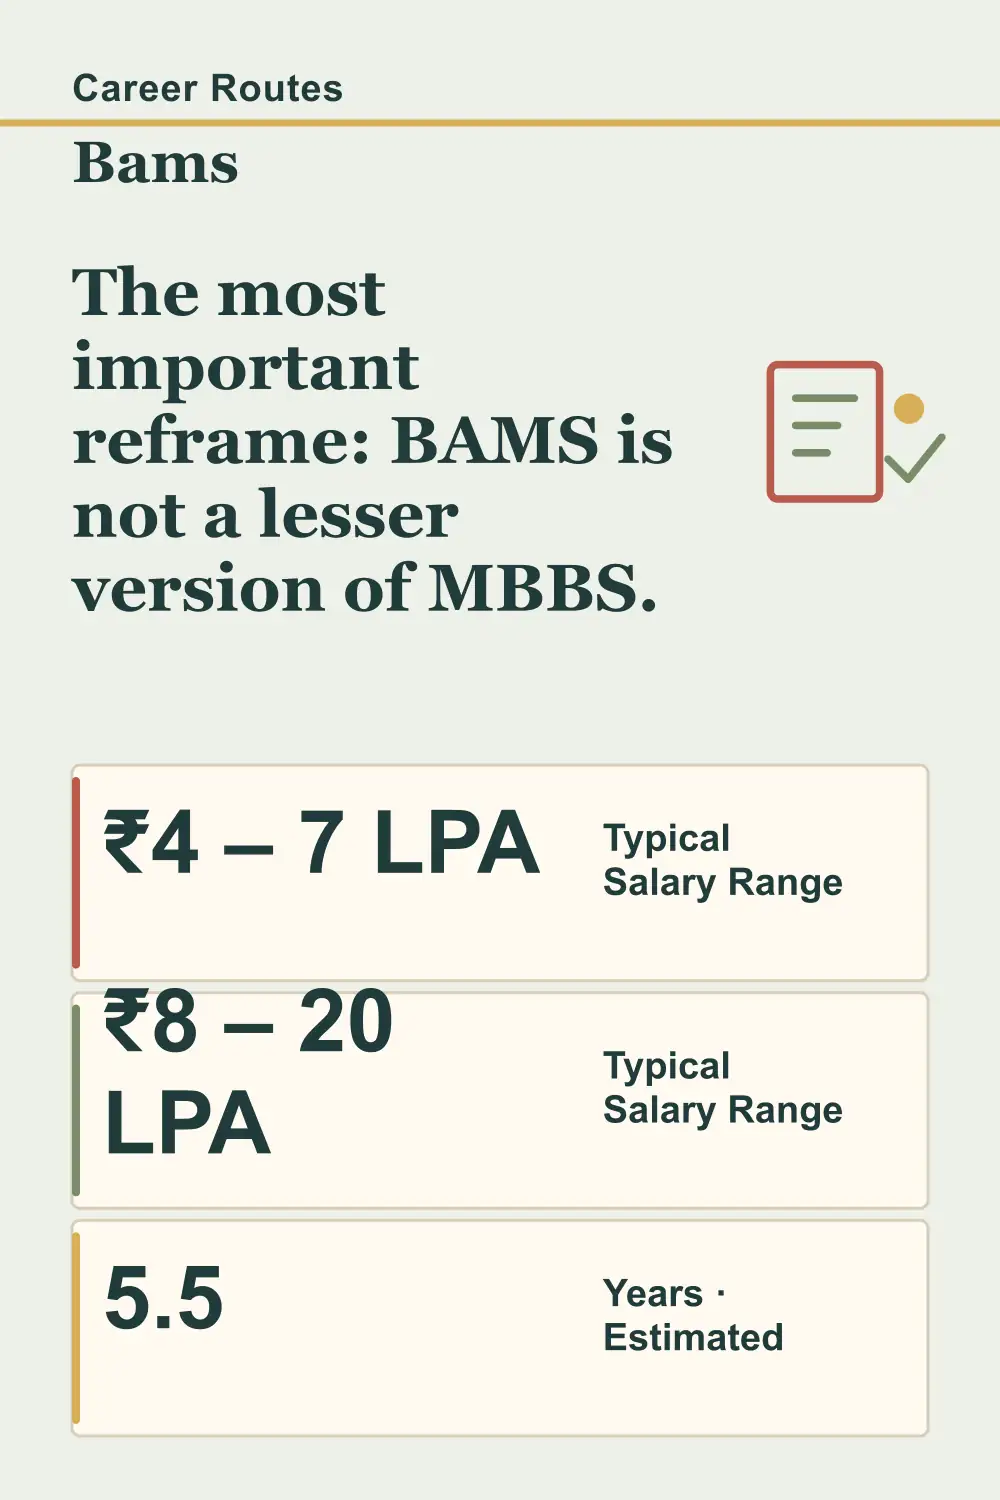 Career Routes
Bams
The most
important
reframe: BAMS is
not a lesser
version of MBBS.
₹4 – 7 LPA
Typical
Salary Range
₹8 – 20
LPA
Typical
Salary Range
5.5
Years ·
Estimated